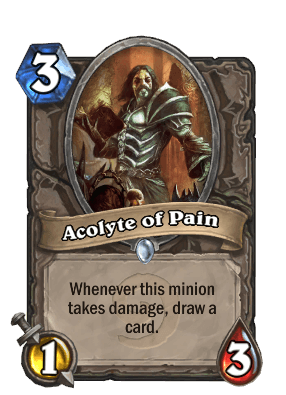 3
Acolyte of Pain
Whenever this minion
takes damage, draw a
card.
1
3